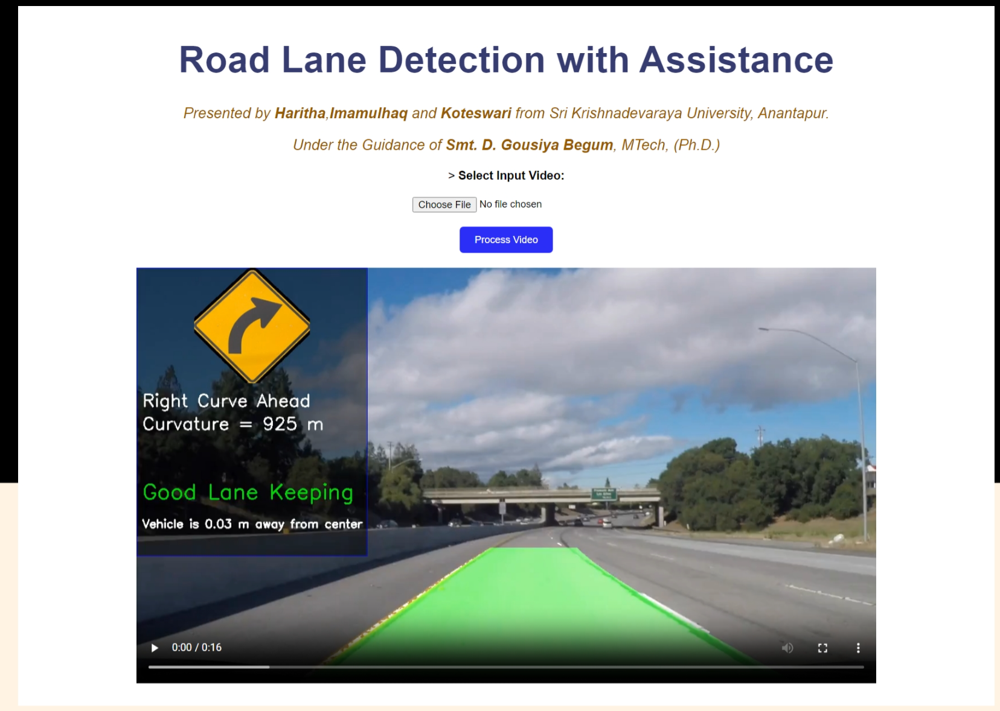 Road Lane Detection with Assistance
Presented by Haritha,Imamulhaq and Koteswari from Sri Krishnadevaraya University, Anantapur.
Under the Guidance of Smt. D. Gousiya Begum, MTech, (Ph.D.)
> Select Input Video:
Choose File No file chosen
Process Video
Right Curve Ahead
Curvature = 925 m
Good Lane Keeping
Vehicle is 0.03 m away from center
0:00 / 0:16